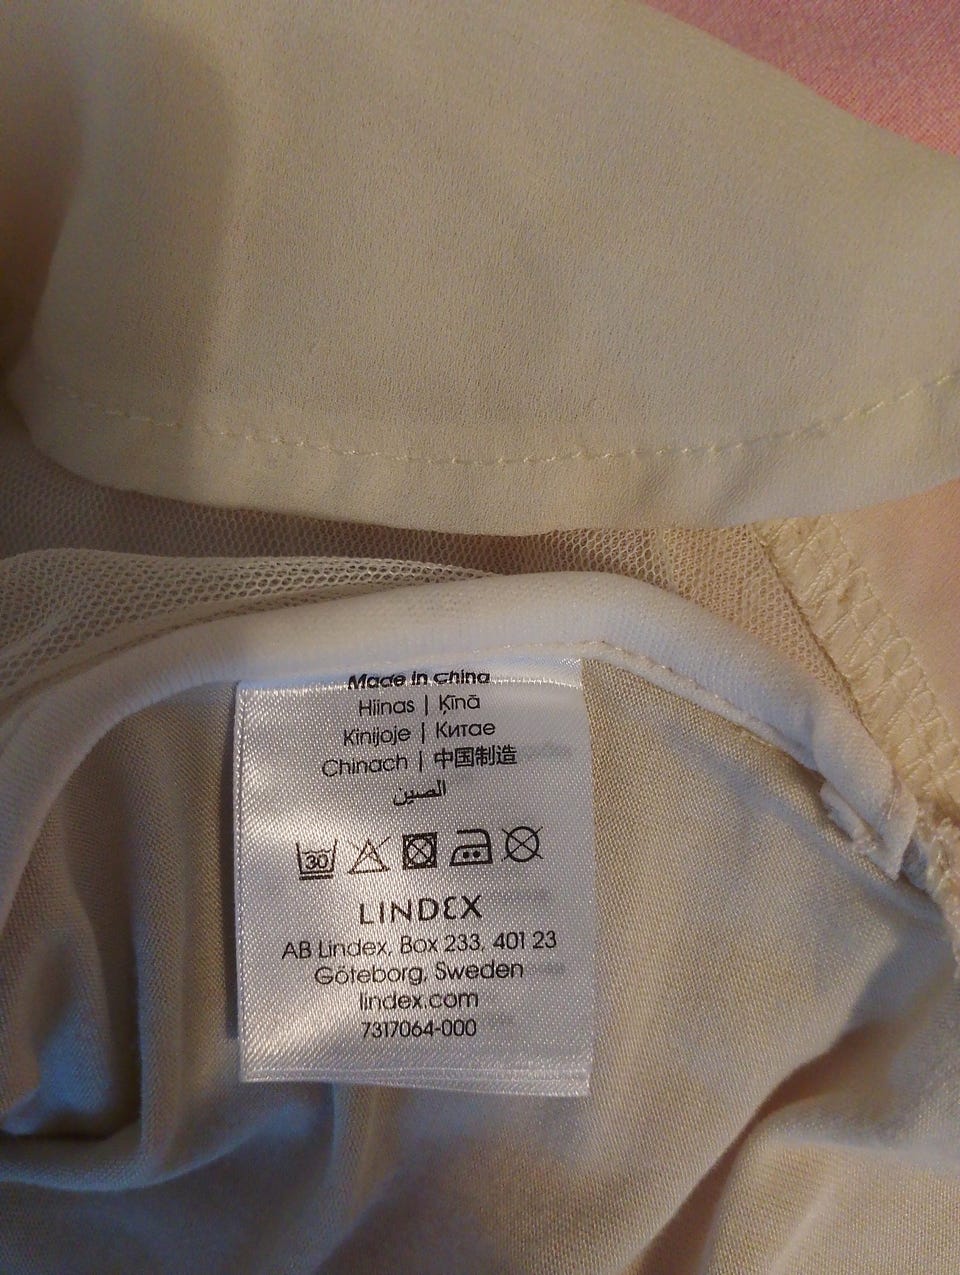 Made in China
Hiinas | Ķīnā
Kinijoje | Китае
Chinach | 中国制造
الصين
30
LINDEX
AB Lindex, Box 233, 401 23
Göteborg, Sweden
lindex.com
7317064-000